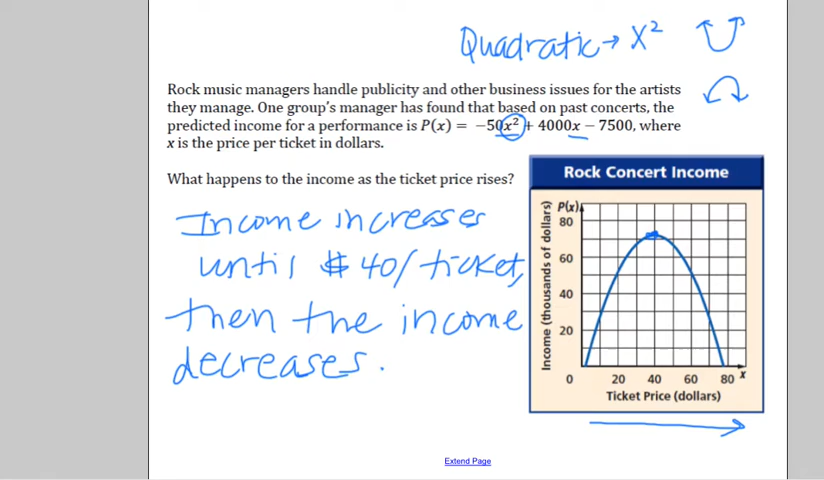 Quadratic → x²
Rock music managers handle publicity and other business issues for the artists
they manage. One group's manager has found that based on past concerts, the
predicted income for a performance is P(x) = −50x² + 4000x − 7500, where
x is the price per ticket in dollars.
What happens to the income as the ticket price rises?
Income increases
until $40/ticket,
then the income
decreases.
Rock Concert Income
P(x)
80
60
40
20
0 20 40 60 80 x
Income (thousands of dollars)
Ticket Price (dollars)
Extend Page